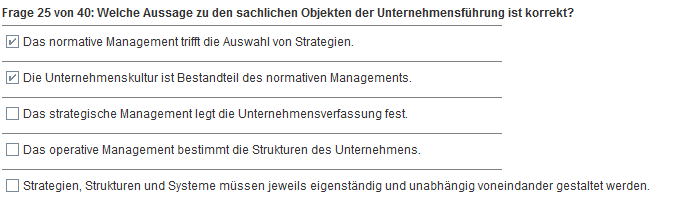 Frage 25 von 40: Welche Aussage zu den sachlichen Objekten der Unternehmensführung ist korrekt?
Das normative Management trifft die Auswahl von Strategien.
Die Unternehmenskultur ist Bestandteil des normativen Managements.
Das strategische Management legt die Unternehmensverfassung fest.
Das operative Management bestimmt die Strukturen des Unternehmens.
Strategien, Strukturen und Systeme müssen jeweils eigenständig und unabhängig voneindander gestaltet werden.